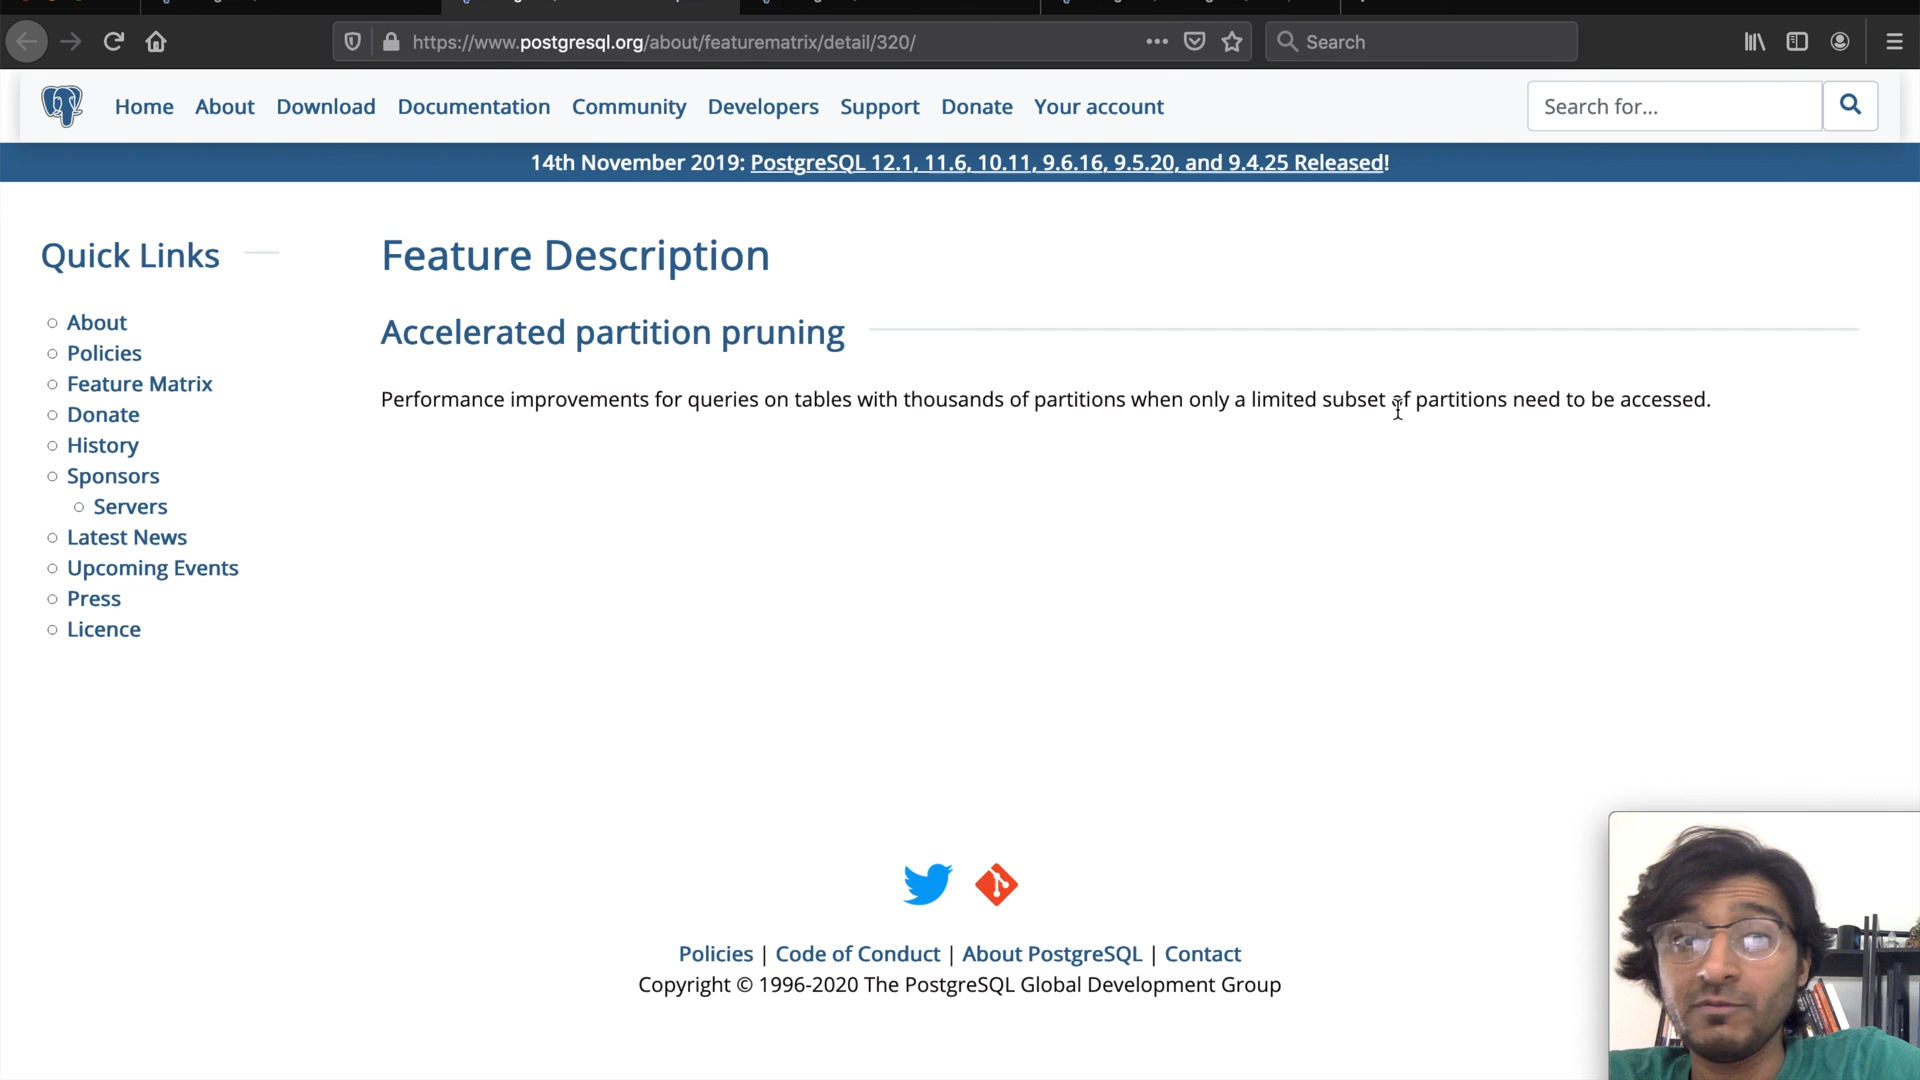 https://www.postgresql.org/about/featurematrix/detail/320/
Search
Home About Download Documentation Community Developers Support Donate Your account
Search for...
14th November 2019: PostgreSQL 12.1, 11.6, 10.11, 9.6.16, 9.5.20, and 9.4.25 Released!
Quick Links
About
Policies
Feature Matrix
Donate
History
Sponsors
Servers
Latest News
Upcoming Events
Press
Licence
Feature Description
Accelerated partition pruning
Performance improvements for queries on tables with thousands of partitions when only a limited subset of partitions need to be accessed.
Policies | Code of Conduct | About PostgreSQL | Contact
Copyright © 1996-2020 The PostgreSQL Global Development Group